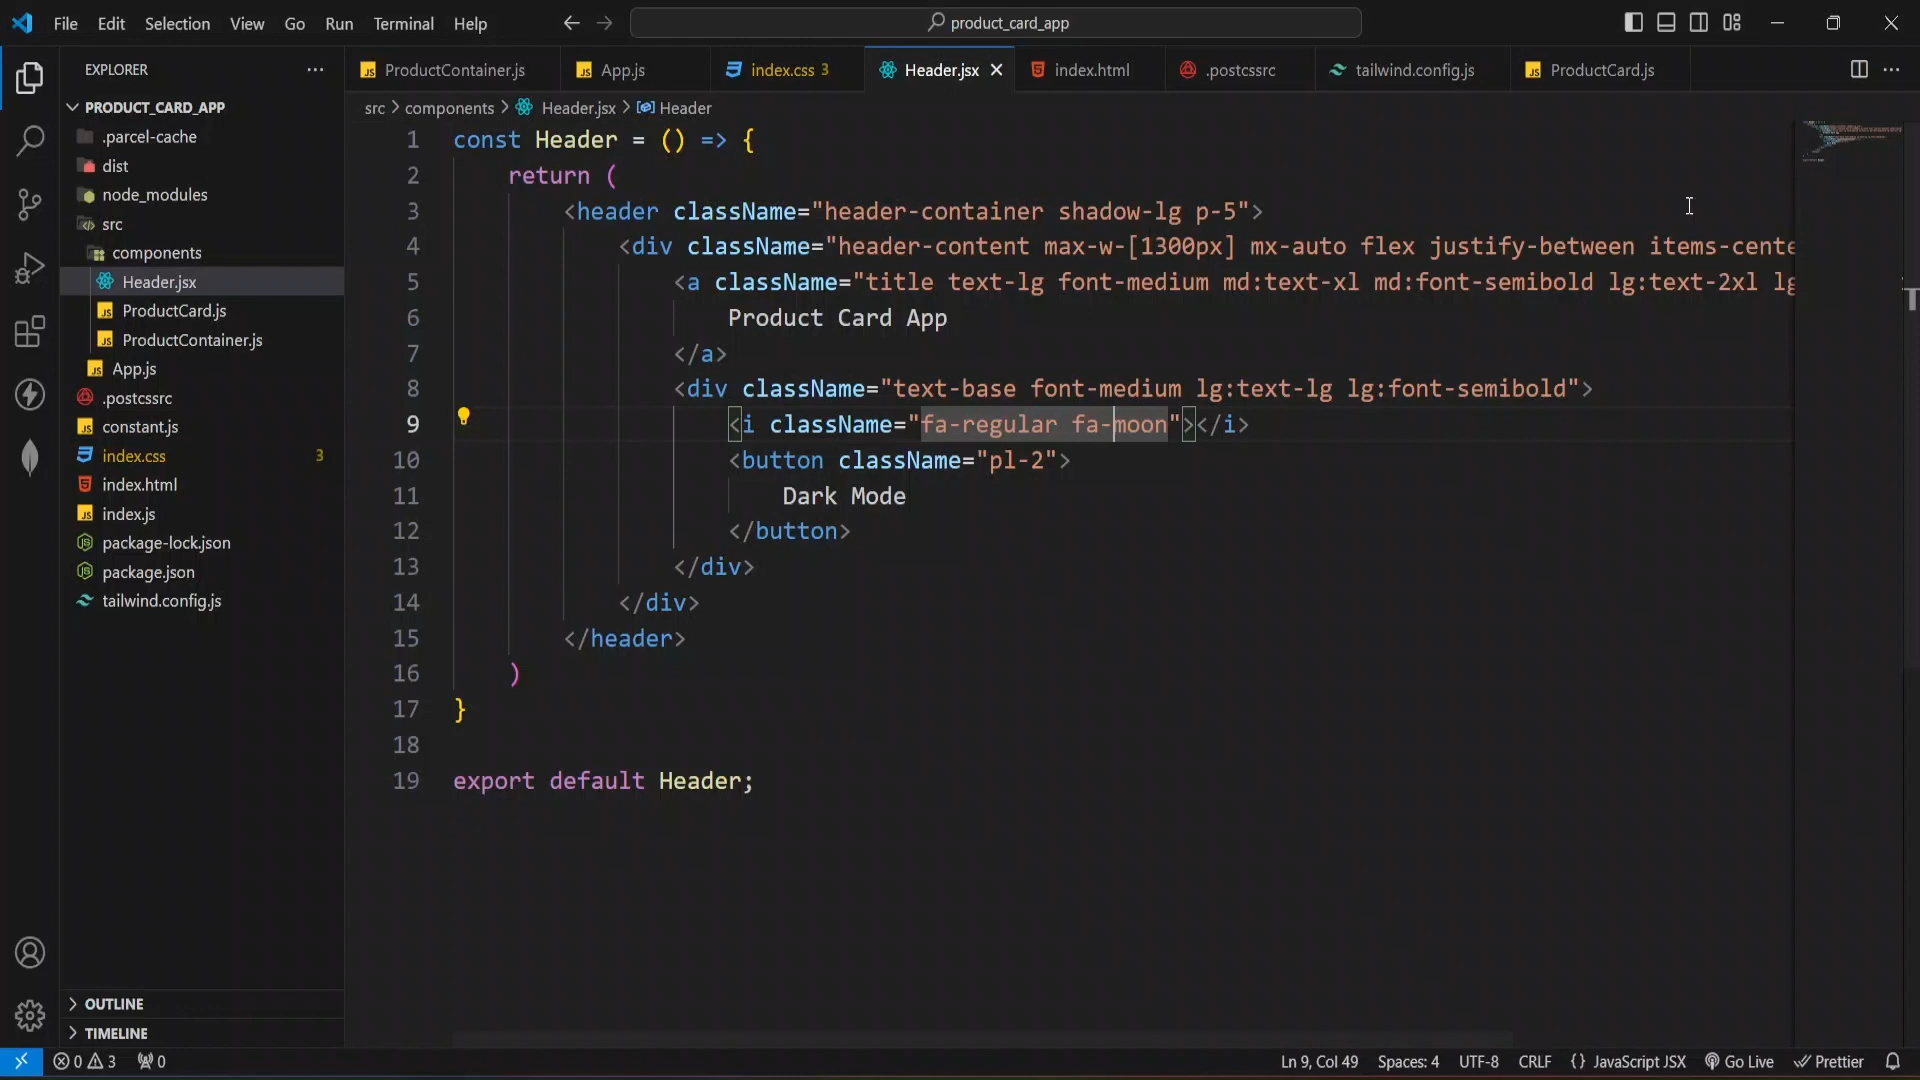 File Edit Selection View Go Run Terminal Help product_card_app
EXPLORER
PRODUCT_CARD_APP
.parcel-cache
dist
node_modules
src
components
Header.jsx
ProductCard.js
ProductContainer.js
App.js
.postcssrc
constant.js
index.css 3
index.html
index.js
package-lock.json
package.json
tailwind.config.js
OUTLINE
TIMELINE
ProductContainer.js App.js index.css 3 Header.jsx index.html .postcssrc tailwind.config.js ProductCard.js
src > components > Header.jsx > Header
1 const Header = () => {
2 return (
3 <header className="header-container shadow-lg p-5">
4 <div className="header-content max-w-[1300px] mx-auto flex justify-between items-cente
5 <a className="title text-lg font-medium md:text-xl md:font-semibold lg:text-2xl lg
6 Product Card App
7 </a>
8 <div className="text-base font-medium lg:text-lg lg:font-semibold">
9 <i className="fa-regular fa-moon"></i>
10 <button className="pl-2">
11 Dark Mode
12 </button>
13 </div>
14 </div>
15 </header>
16 )
17 }
18
19 export default Header;
0 3 0 Ln 9, Col 49 Spaces: 4 UTF-8 CRLF {} JavaScript JSX Go Live Prettier